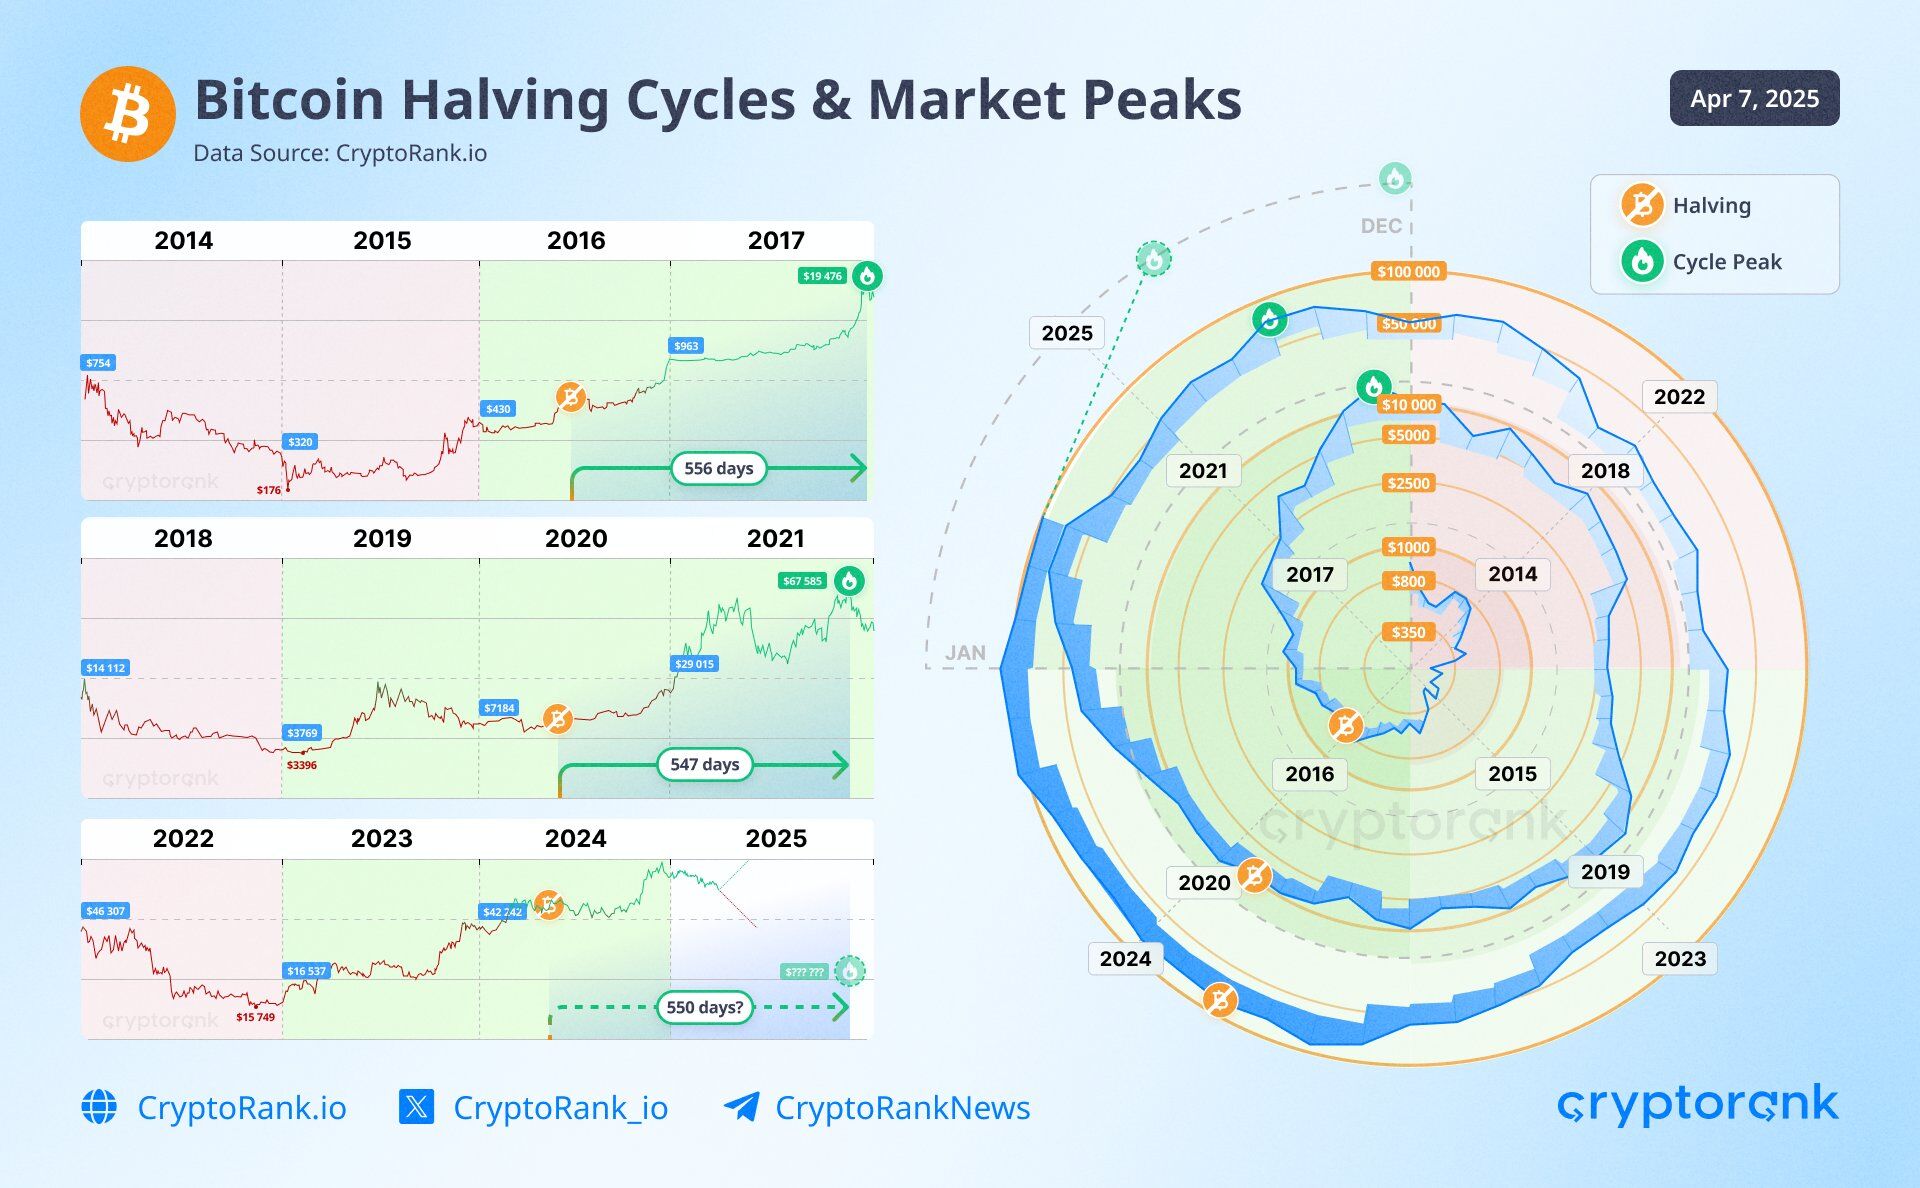 Bitcoin Halving Cycles & Market Peaks
Data Source: CryptoRank.io
Apr 7, 2025
Halving
Cycle Peak
2014 2015 2016 2017
$19 476
$963
$754
$430
$320
$176
556 days
cryptorank
2018 2019 2020 2021
$67 585
$29 015
$14 112
$7184
$3769
$3396
547 days
cryptorank
2022 2023 2024 2025
$46 307
$42 242
$16 537
$??? ???
$15 749
550 days?
cryptorank
DEC
JAN
$100 000
$50 000
$10 000
$5000
$2500
$1000
$800
$350
2025
2022
2021
2018
2017
2014
2016
2015
cryptorank
2020
2019
2024
2023
CryptoRank.io
CryptoRank_io
CryptoRankNews
cryptorank